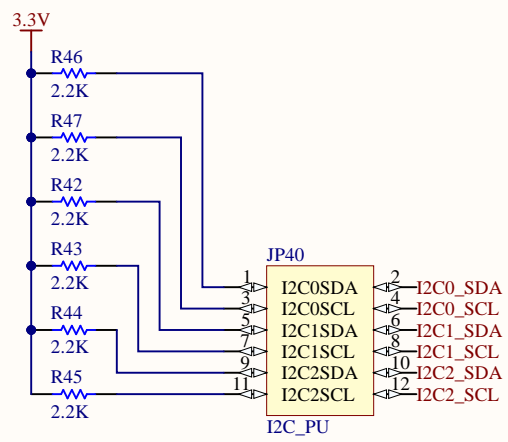 3.3V
R46
2.2K
R47
2.2K
R42
2.2K
R43
2.2K
R44
2.2K
R45
2.2K
JP40
1 I2C0SDA 2 I2C0_SDA
3 I2C0SCL 4 I2C0_SCL
5 I2C1SDA 6 I2C1_SDA
7 I2C1SCL 8 I2C1_SCL
9 I2C2SDA 10 I2C2_SDA
11 I2C2SCL 12 I2C2_SCL
I2C_PU